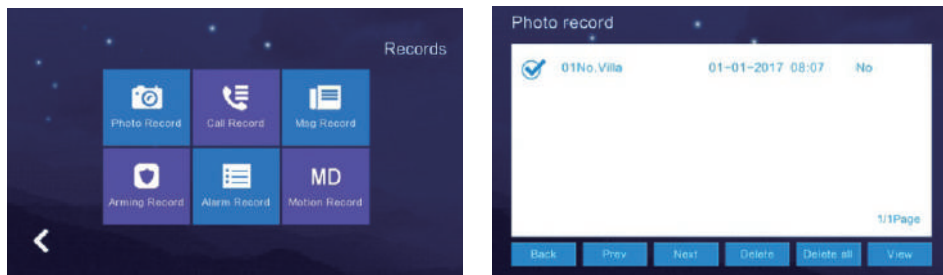 Records
Photo Record Call Record Msg Record
MD
Arming Record Alarm Record Motion Record
Photo record
01No.Villa 01-01-2017 08:07 No
1/1Page
Back Prev Next Delete Delete all View